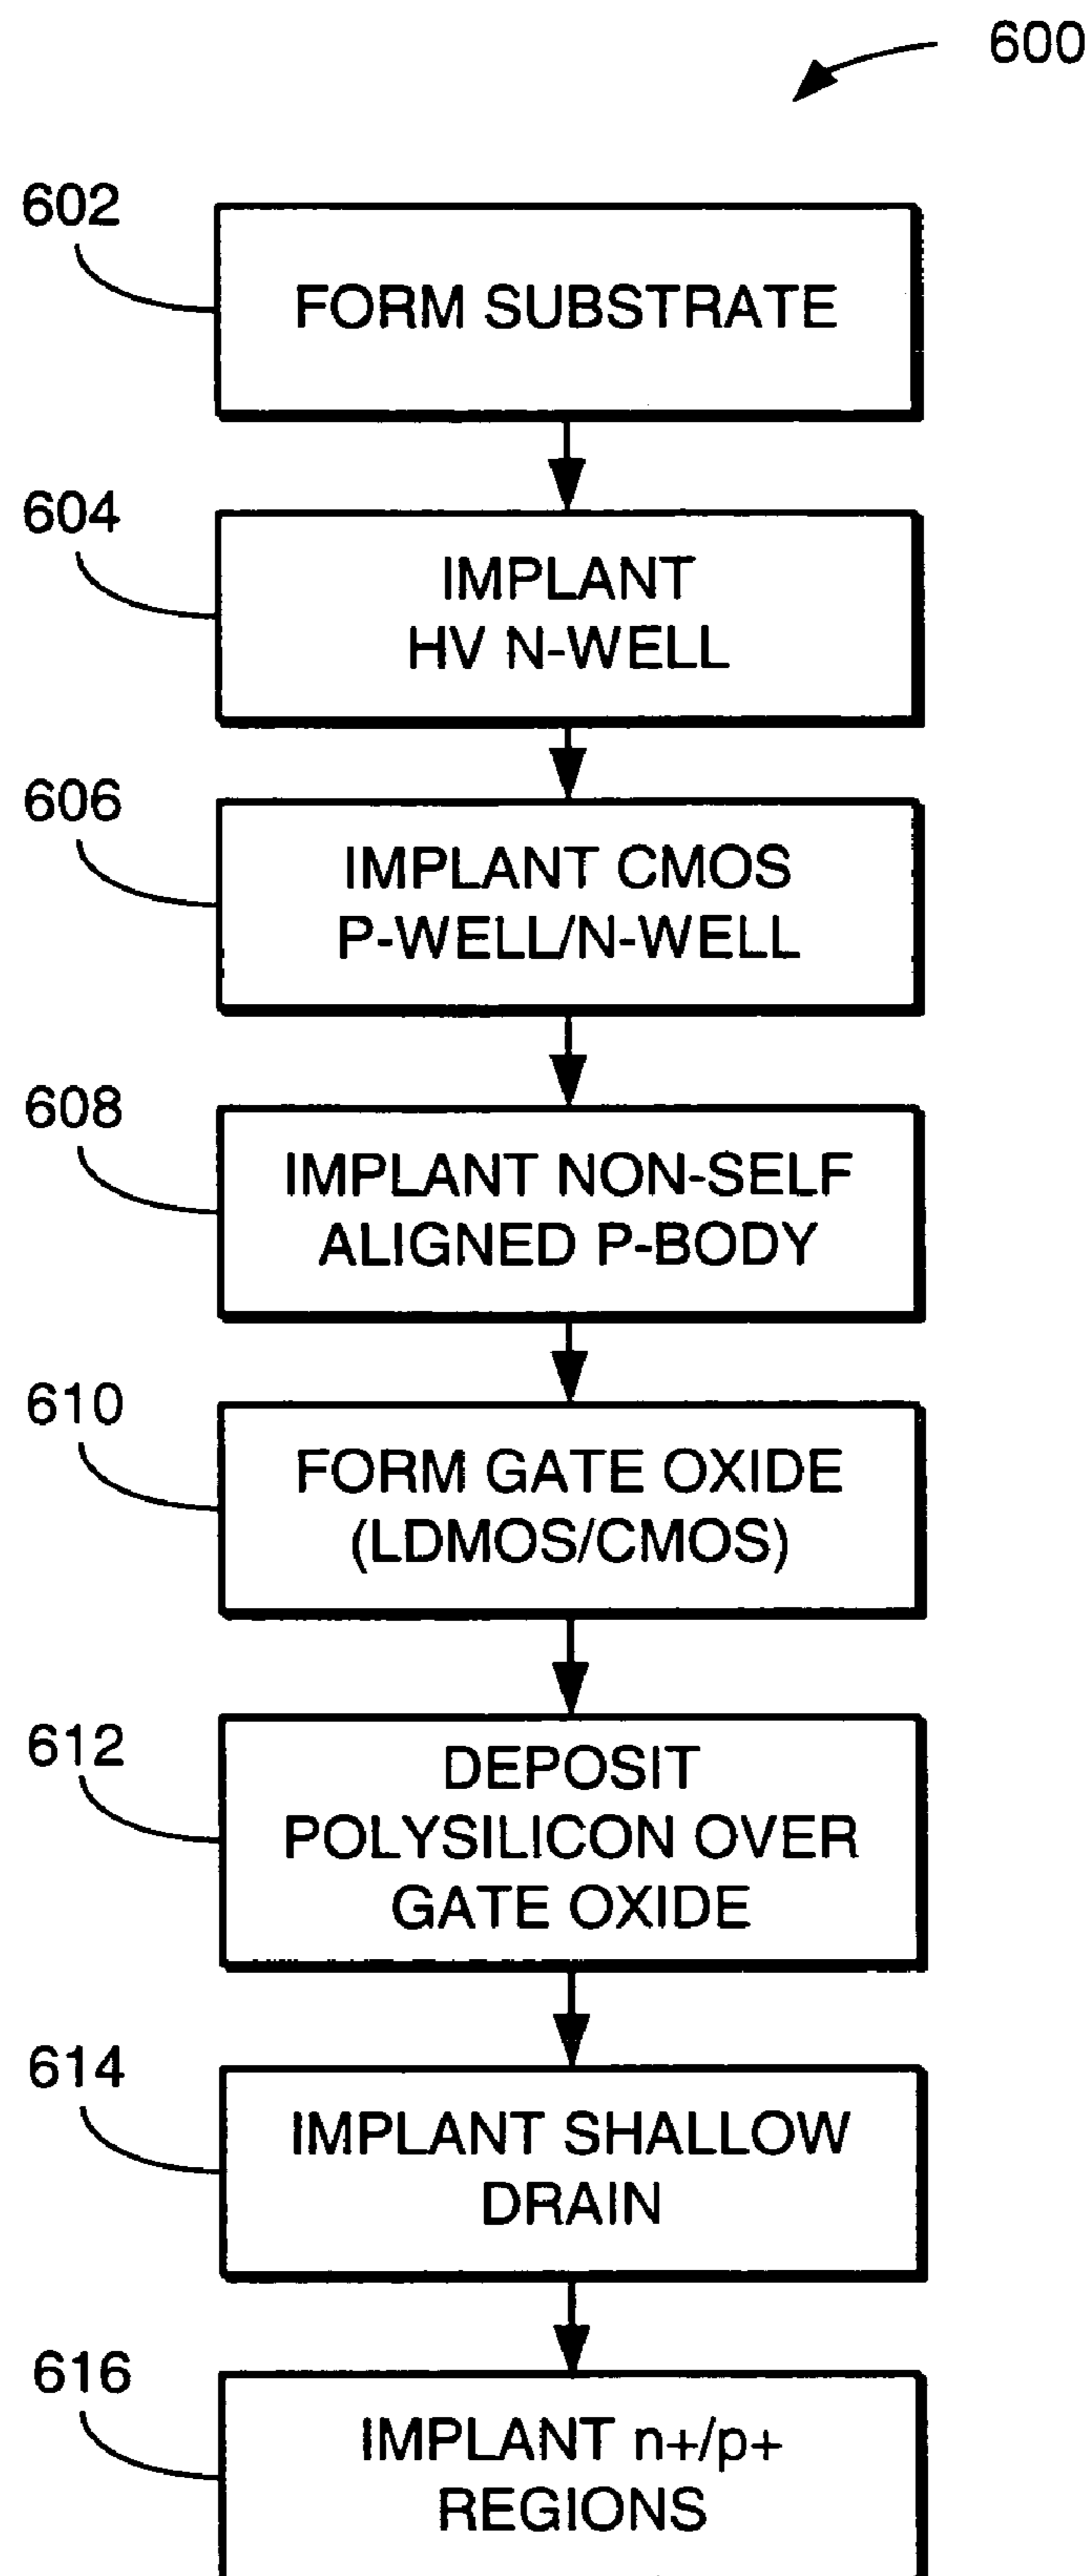 600
602
FORM SUBSTRATE
604
IMPLANT
HV N-WELL
606
IMPLANT CMOS
P-WELL/N-WELL
608
IMPLANT NON-SELF
ALIGNED P-BODY
610
FORM GATE OXIDE
(LDMOS/CMOS)
612
DEPOSIT
POLYSILICON OVER
GATE OXIDE
614
IMPLANT SHALLOW
DRAIN
616
IMPLANT n+/p+
REGIONS